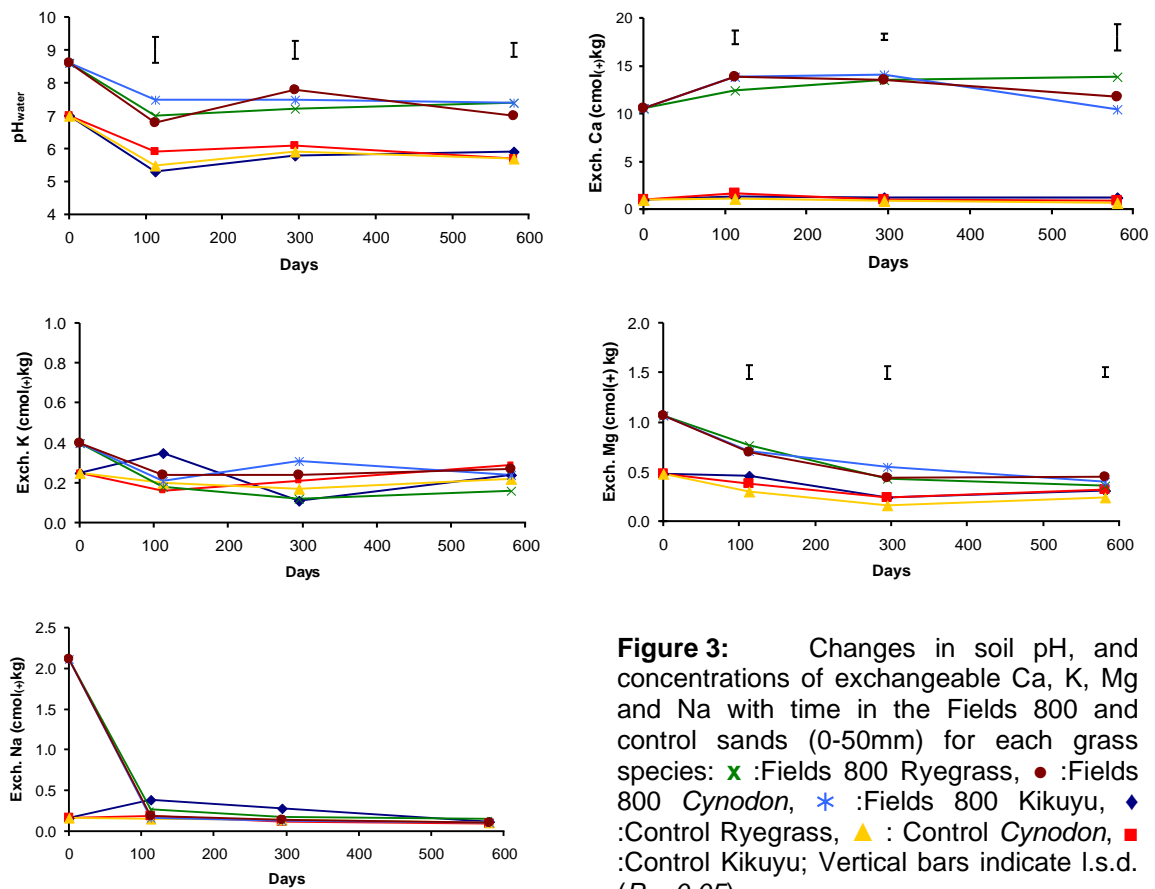 10
9
8
7
6
5
4
pHwater
0 100 200 300 400 500 600
Days
20
15
10
5
0
Exch. Ca (cmol(+)kg)
0 100 200 300 400 500 600
Days
1.0
0.8
0.6
0.4
0.2
0.0
Exch. K (cmol(+)kg)
0 100 200 300 400 500 600
Days
2.0
1.5
1.0
0.5
0.0
Exch. Mg (cmol(+) kg)
0 100 200 300 400 500 600
Days
2.5
2.0
1.5
1.0
0.5
0.0
Exch. Na (cmol(+)kg)
0 100 200 300 400 500 600
Days
Figure 3: Changes in soil pH, and
concentrations of exchangeable Ca, K, Mg
and Na with time in the Fields 800 and
control sands (0-50mm) for each grass
species: x :Fields 800 Ryegrass, ● :Fields
800 Cynodon, ✳ :Fields 800 Kikuyu, ♦
:Control Ryegrass, ▲ : Control Cynodon, ■
:Control Kikuyu; Vertical bars indicate l.s.d.